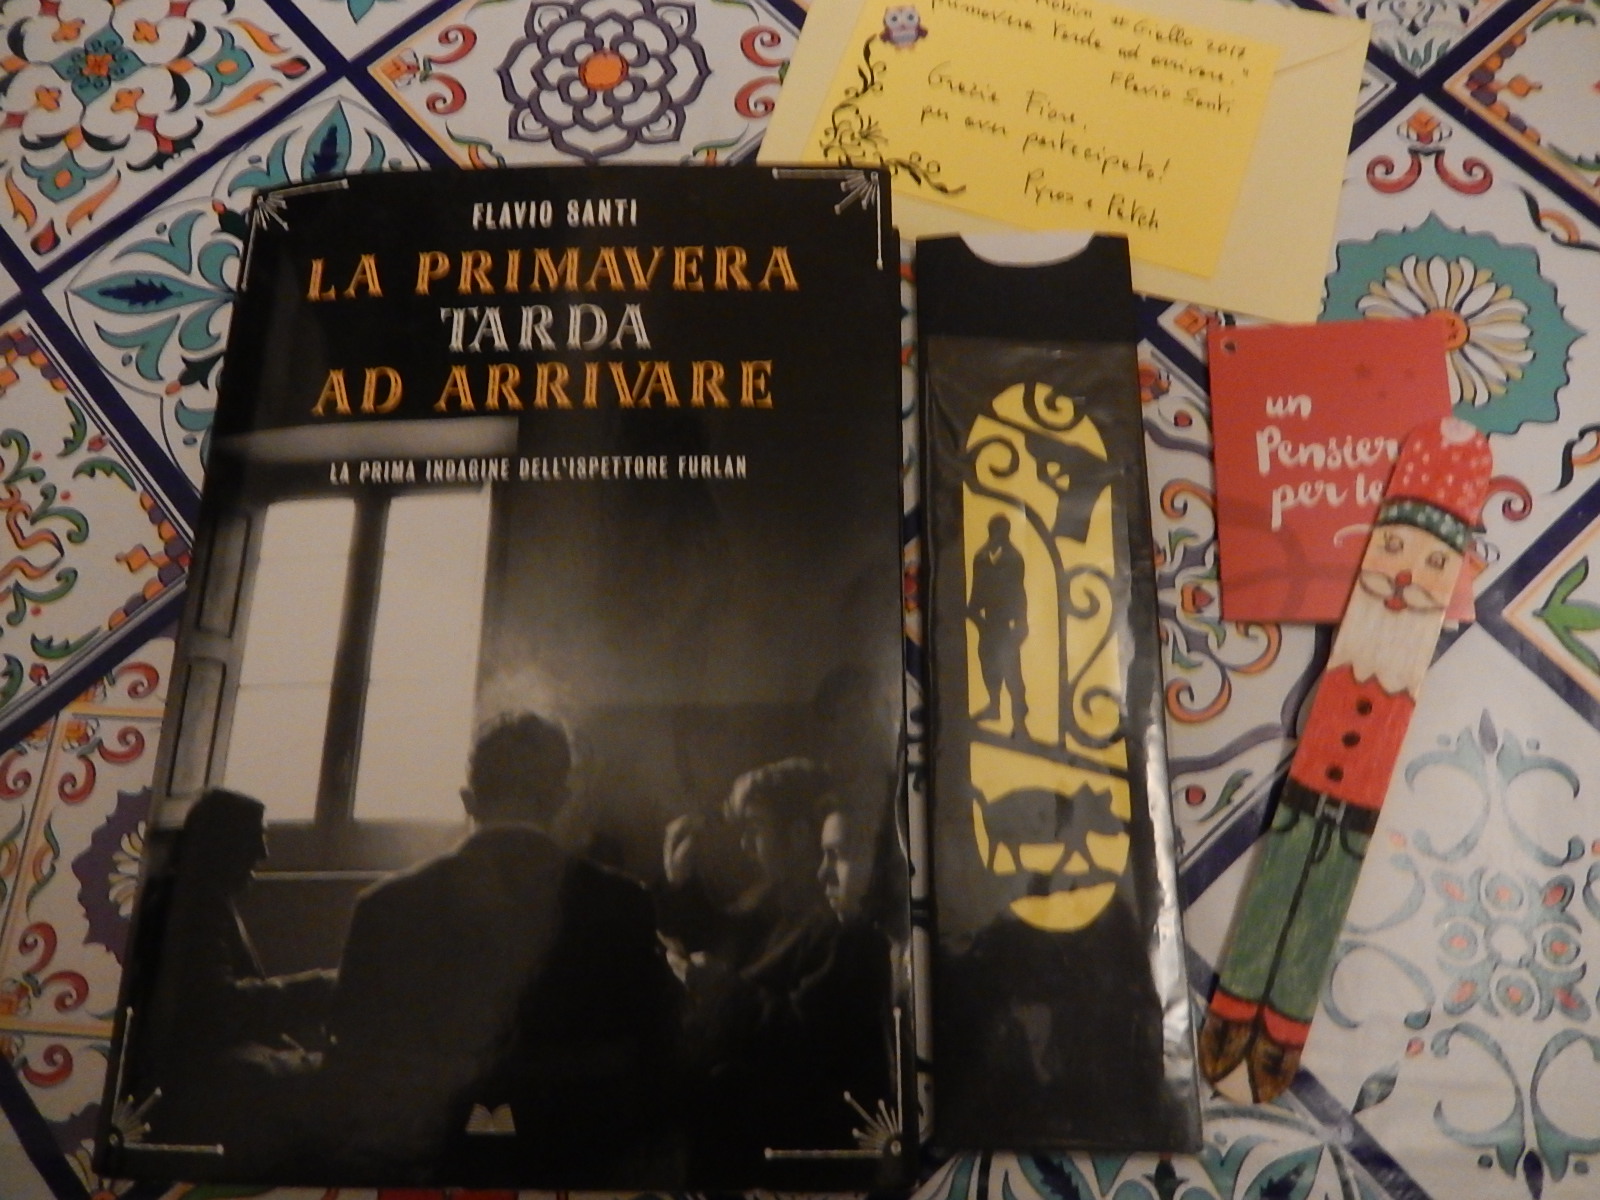 FLAVIO SANTI
LA PRIMAVERA
TARDA
AD ARRIVARE
LA PRIMA INDAGINE DELL'ISPETTORE FURLAN
#Giallo 2017
primavera tarda ad arrivare."
Flavio Santi
Grazie Fiore,
per aver partecipato!
un
Pensier
per te